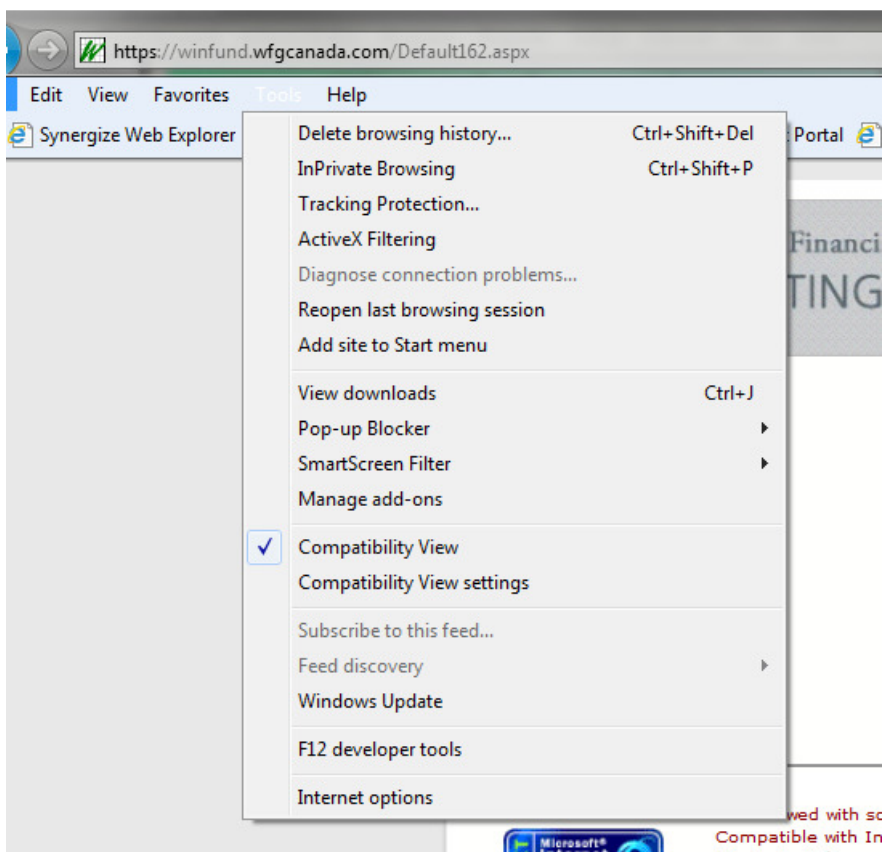 https://winfund.wfgcanada.com/Default162.aspx
Edit View Favorites Tools Help
Synergize Web Explorer Portal
Delete browsing history... Ctrl+Shift+Del
InPrivate Browsing Ctrl+Shift+P
Tracking Protection...
ActiveX Filtering
Diagnose connection problems...
Reopen last browsing session
Add site to Start menu
View downloads Ctrl+J
Pop-up Blocker
SmartScreen Filter
Manage add-ons
Compatibility View
Compatibility View settings
Subscribe to this feed...
Feed discovery
Windows Update
F12 developer tools
Internet options
Financi
TING
wed with sc
Compatible with In
Microsoft®